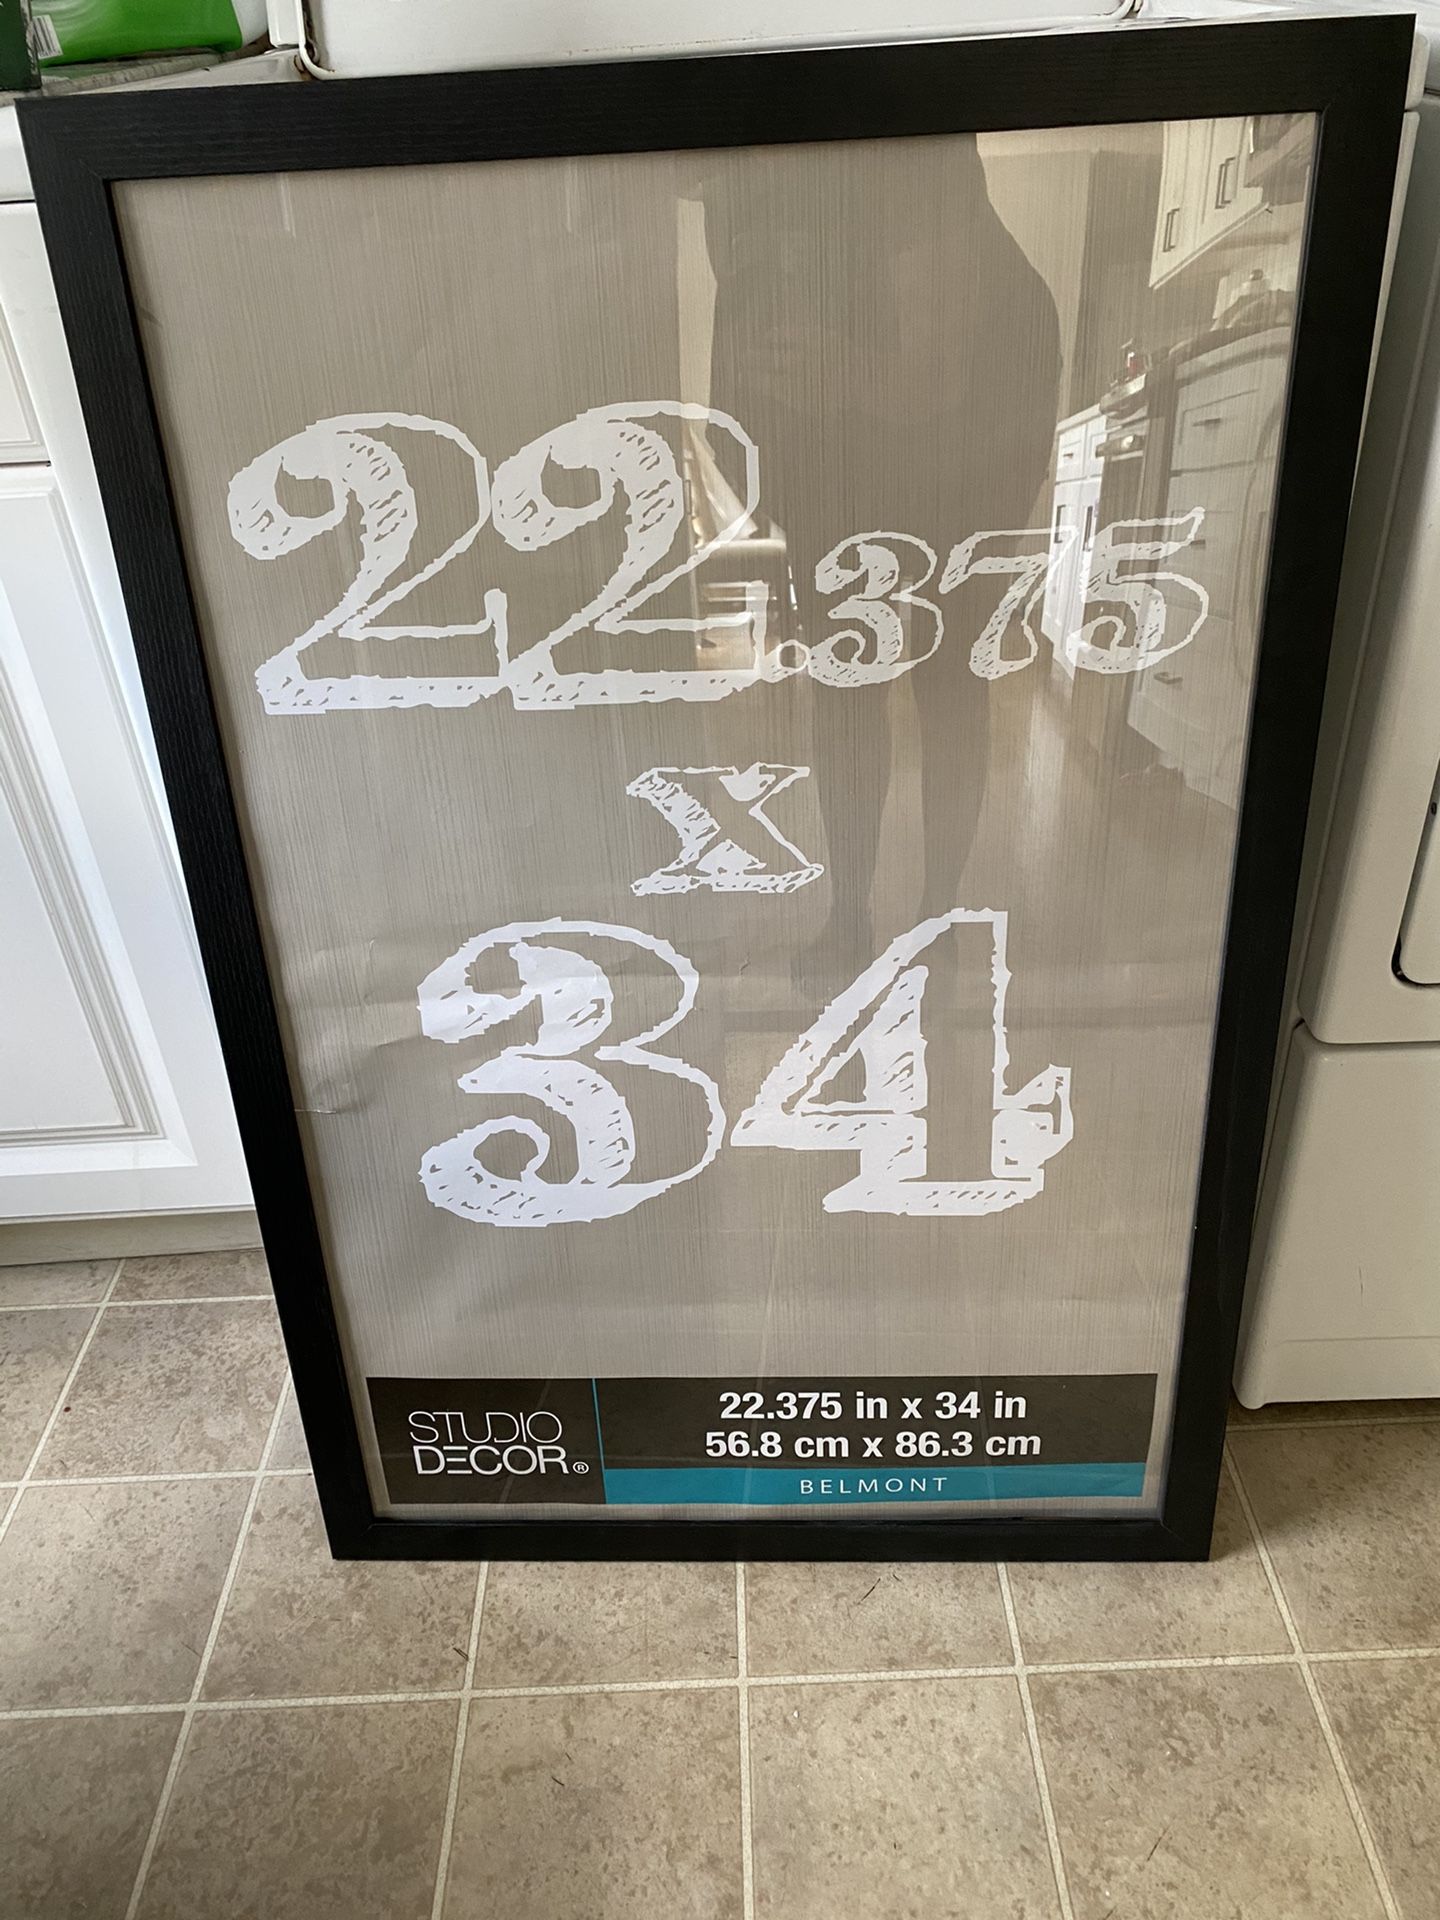 22.375
x
34
STUDIO
DECOR®
22.375 in x 34 in
56.8 cm x 86.3 cm
BELMONT